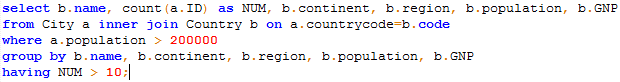 select b.name, count(a.ID) as NUM, b.continent, b.region, b.population, b.GNP
from City a inner join Country b on a.countrycode=b.code
where a.population > 200000
group by b.name, b.continent, b.region, b.population, b.GNP
having NUM > 10;